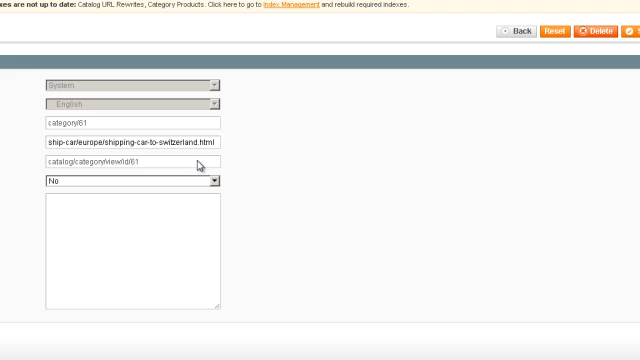 xes are not up to date: Catalog URL Rewrites, Category Products. Click here to go to Index Management and rebuild required indexes.
Back Reset Delete
System
English
category/61
ship-car/europe/shipping-car-to-switzerland.html
catalog/category/view/id/61
No